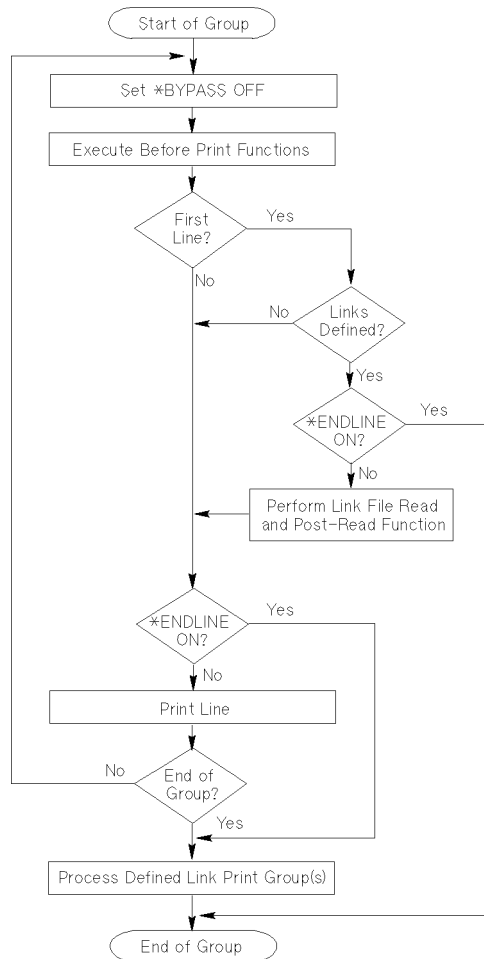 Start of Group
Set *BYPASS OFF
Execute Before Print Functions
First
Line?
Yes
No
Links
Defined?
No
Yes
*ENDLINE
ON?
Yes
No
Perform Link File Read
and Post-Read Function
*ENDLINE
ON?
Yes
No
Print Line
End of
Group?
No
Yes
Process Defined Link Print Group(s)
End of Group